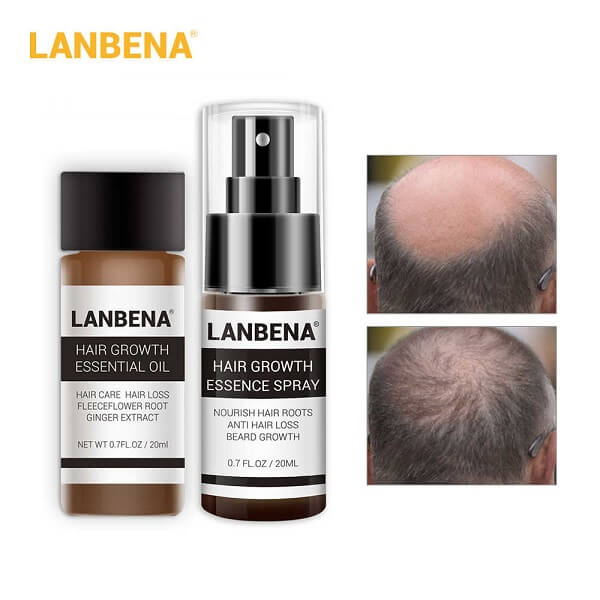 LANBENA®
LANBENA®
HAIR GROWTH
ESSENTIAL OIL
HAIR CARE HAIR LOSS
FLEECEFLOWER ROOT
GINGER EXTRACT
NET WT 0.7FL.OZ / 20ml
LANBENA®
HAIR GROWTH
ESSENCE SPRAY
NOURISH HAIR ROOTS
ANTI HAIR LOSS
BEARD GROWTH
0.7 FL.OZ / 20ML